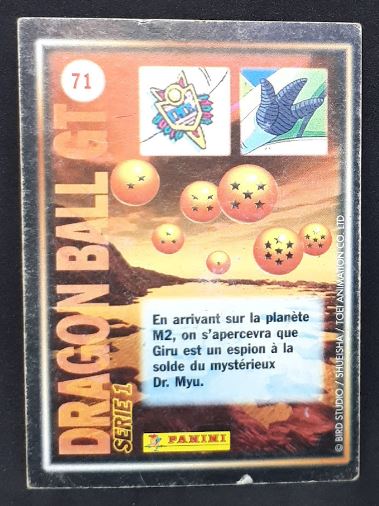 71
DRAGON BALL GT
SERIE 1
En arrivant sur la planète
M2, on s'apercevra que
Giru est un espion à la
solde du mystérieux
Dr. Myu.
PANINI
© BIRD STUDIO / SHUEISHA / TOEI ANIMATION CO. LTD